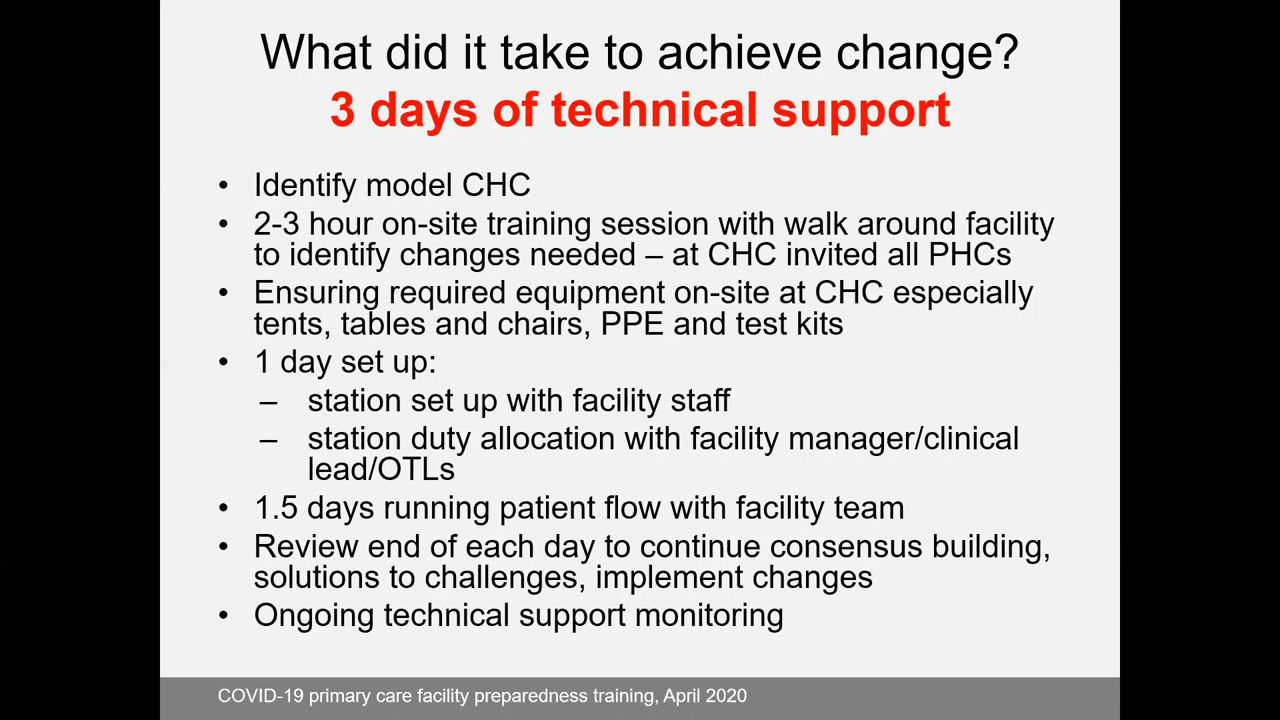 What did it take to achieve change?
3 days of technical support
• Identify model CHC
• 2-3 hour on-site training session with walk around facility
to identify changes needed – at CHC invited all PHCs
• Ensuring required equipment on-site at CHC especially
tents, tables and chairs, PPE and test kits
• 1 day set up:
– station set up with facility staff
– station duty allocation with facility manager/clinical
lead/OTLs
• 1.5 days running patient flow with facility team
• Review end of each day to continue consensus building,
solutions to challenges, implement changes
• Ongoing technical support monitoring
COVID-19 primary care facility preparedness training, April 2020